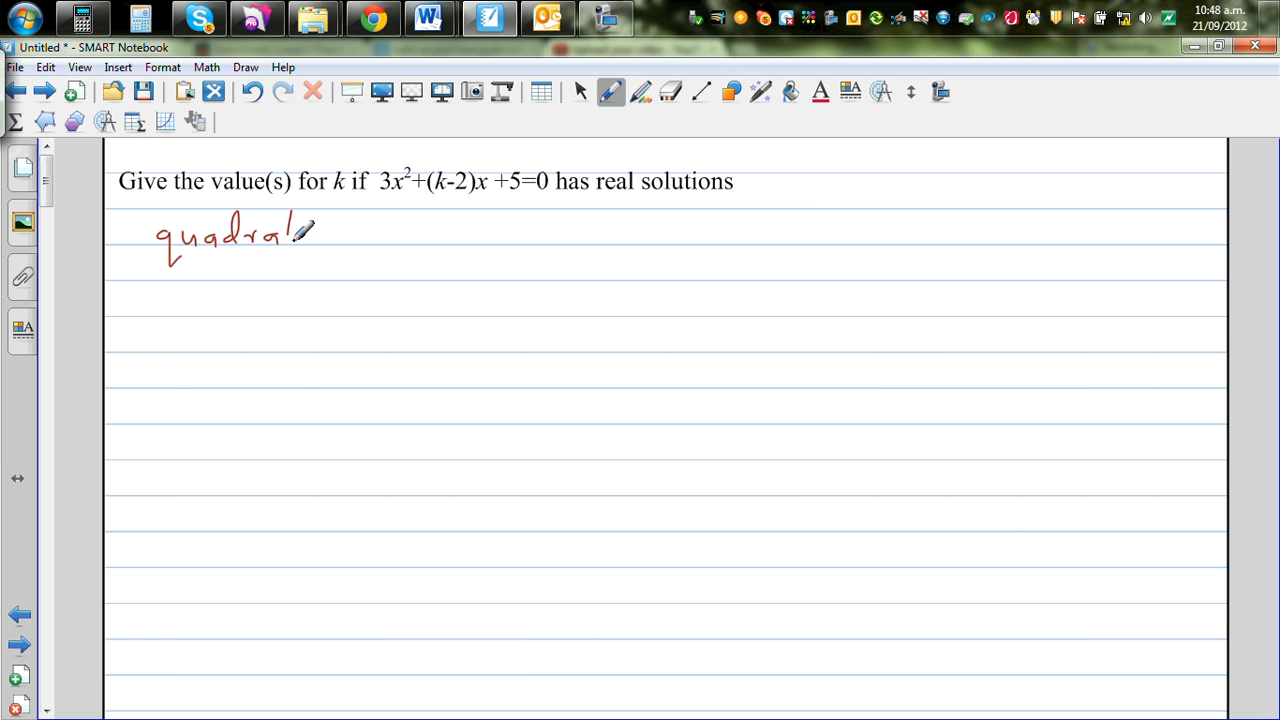 10:48 a.m.
21/09/2012
Untitled * - SMART Notebook
File Edit View Insert Format Math Draw Help
Give the value(s) for k if 3x²+(k-2)x +5=0 has real solutions